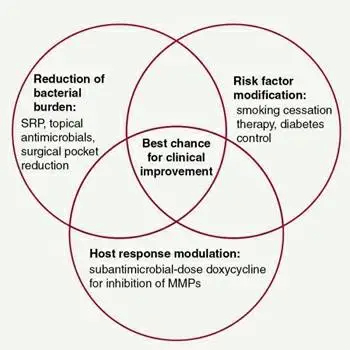 Reduction of
bacterial
burden:
SRP, topical
antimicrobials,
surgical pocket
reduction
Risk factor
modification:
smoking cessation
therapy, diabetes
control
Best chance
for clinical
improvement
Host response modulation:
subantimicrobial-dose doxycycline
for inhibition of MMPs